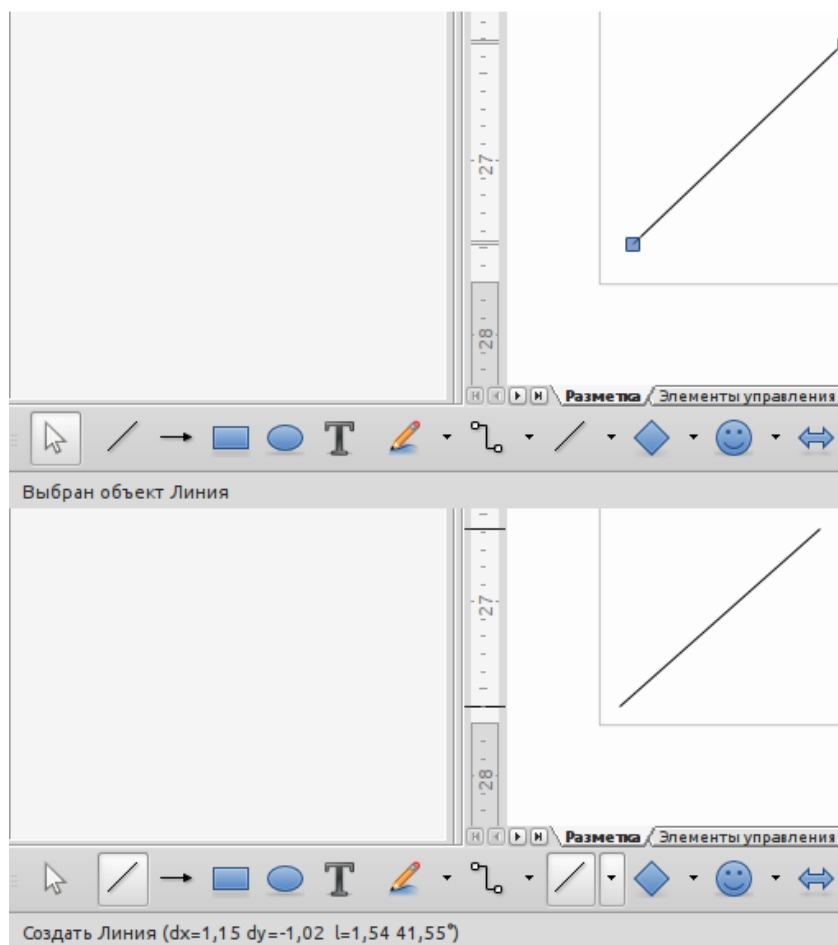 27
28
Разметка Элементы управления
T
Выбран объект Линия
27
28
Разметка Элементы управления
T
Создать Линия (dx=1,15 dy=-1,02 l=1,54 41,55°)